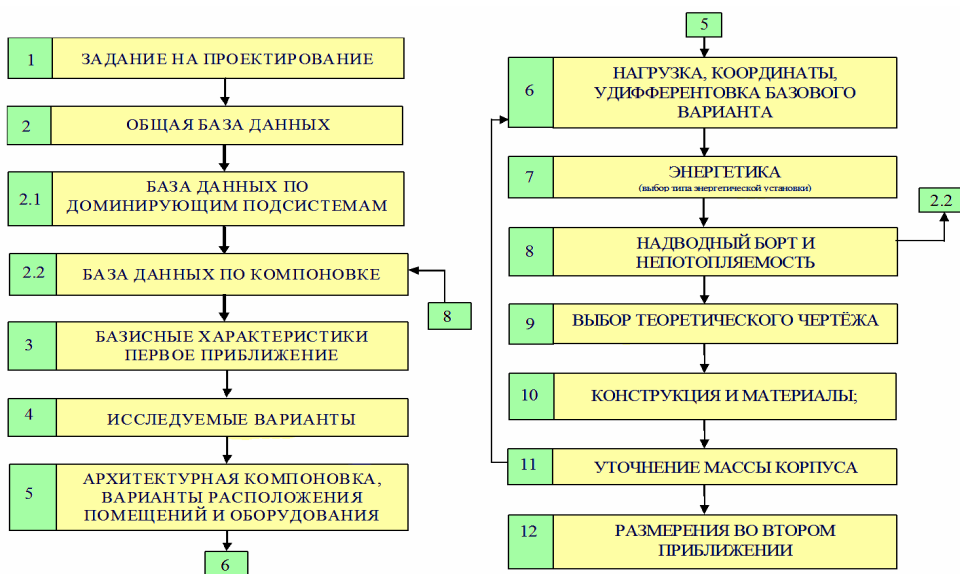 1
ЗАДАНИЕ НА ПРОЕКТИРОВАНИЕ
2
ОБЩАЯ БАЗА ДАННЫХ
2.1
БАЗА ДАННЫХ ПО
ДОМИНИРУЮЩИМ ПОДСИСТЕМАМ
2.2
БАЗА ДАННЫХ ПО КОМПОНОВКЕ
8
3
БАЗИСНЫЕ ХАРАКТЕРИСТИКИ
ПЕРВОЕ ПРИБЛИЖЕНИЕ
4
ИССЛЕДУЕМЫЕ ВАРИАНТЫ
5
АРХИТЕКТУРНАЯ КОМПОНОВКА,
ВАРИАНТЫ РАСПОЛОЖЕНИЯ
ПОМЕЩЕНИЙ И ОБОРУДОВАНИЯ
6
5
6
НАГРУЗКА, КООРДИНАТЫ,
УДИФФЕРЕНТОВКА БАЗОВОГО
ВАРИАНТА
7
ЭНЕРГЕТИКА
(выбор типа энергетической установки)
2.2
8
НАДВОДНЫЙ БОРТ И
НЕПОТОПЛЯЕМОСТЬ
9
ВЫБОР ТЕОРЕТИЧЕСКОГО ЧЕРТЁЖА
10
КОНСТРУКЦИЯ И МАТЕРИАЛЫ;
11
УТОЧНЕНИЕ МАССЫ КОРПУСА
12
РАЗМЕРЕНИЯ ВО ВТОРОМ
ПРИБЛИЖЕНИИ